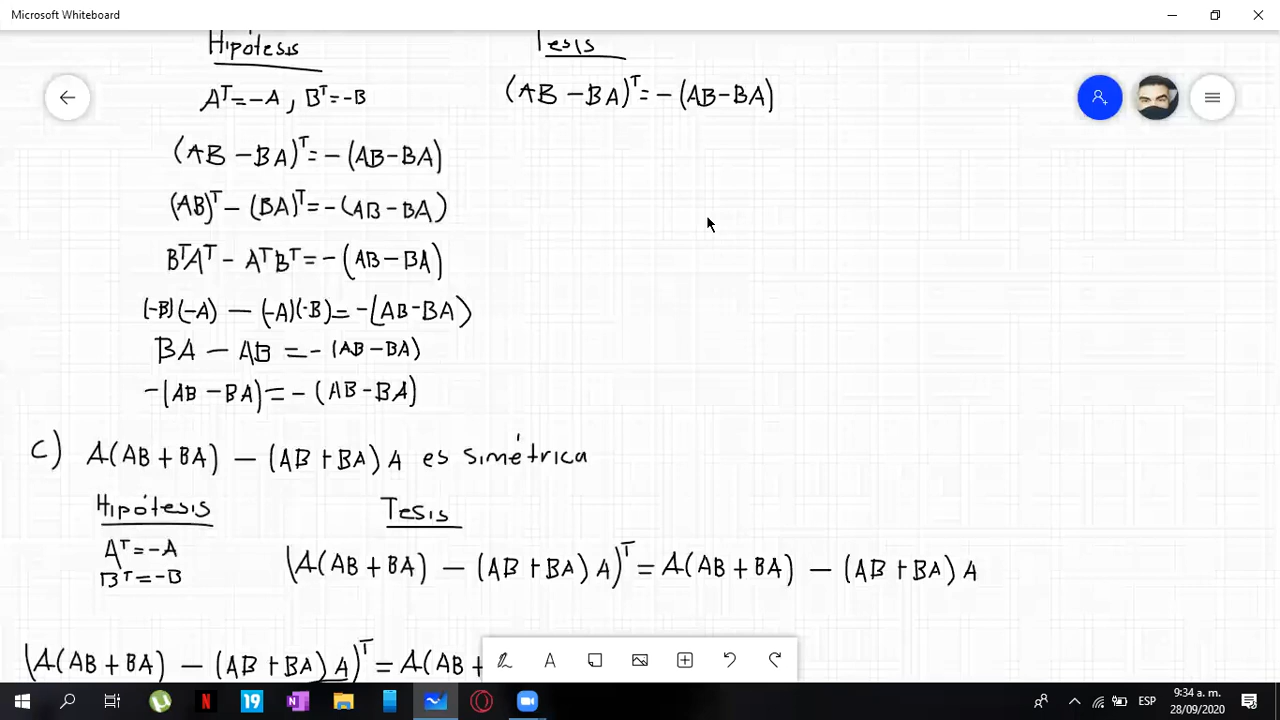 Microsoft Whiteboard
Hipótesis
Tesis
Aᵀ=-A , Bᵀ=-B
(AB-BA)ᵀ=-(AB-BA)
(AB-BA)ᵀ=-(AB-BA)
(AB)ᵀ-(BA)ᵀ=-(AB-BA)
BᵀAᵀ-AᵀBᵀ=-(AB-BA)
(-B)(-A)-(-A)(-B)=-(AB-BA)
BA-AB=-(AB-BA)
-(AB-BA)=-(AB-BA)
C) A(AB+BA)-(AB+BA)A es simétrica
Hipótesis
Tesis
Aᵀ=-A
Bᵀ=-B
(A(AB+BA)-(AB+BA)A)ᵀ=A(AB+BA)-(AB+BA)A
(A(AB+BA)-(AB+BA)A)ᵀ=A(AB+
A
N
19
N
ESP
9:34 a. m.
28/09/2020